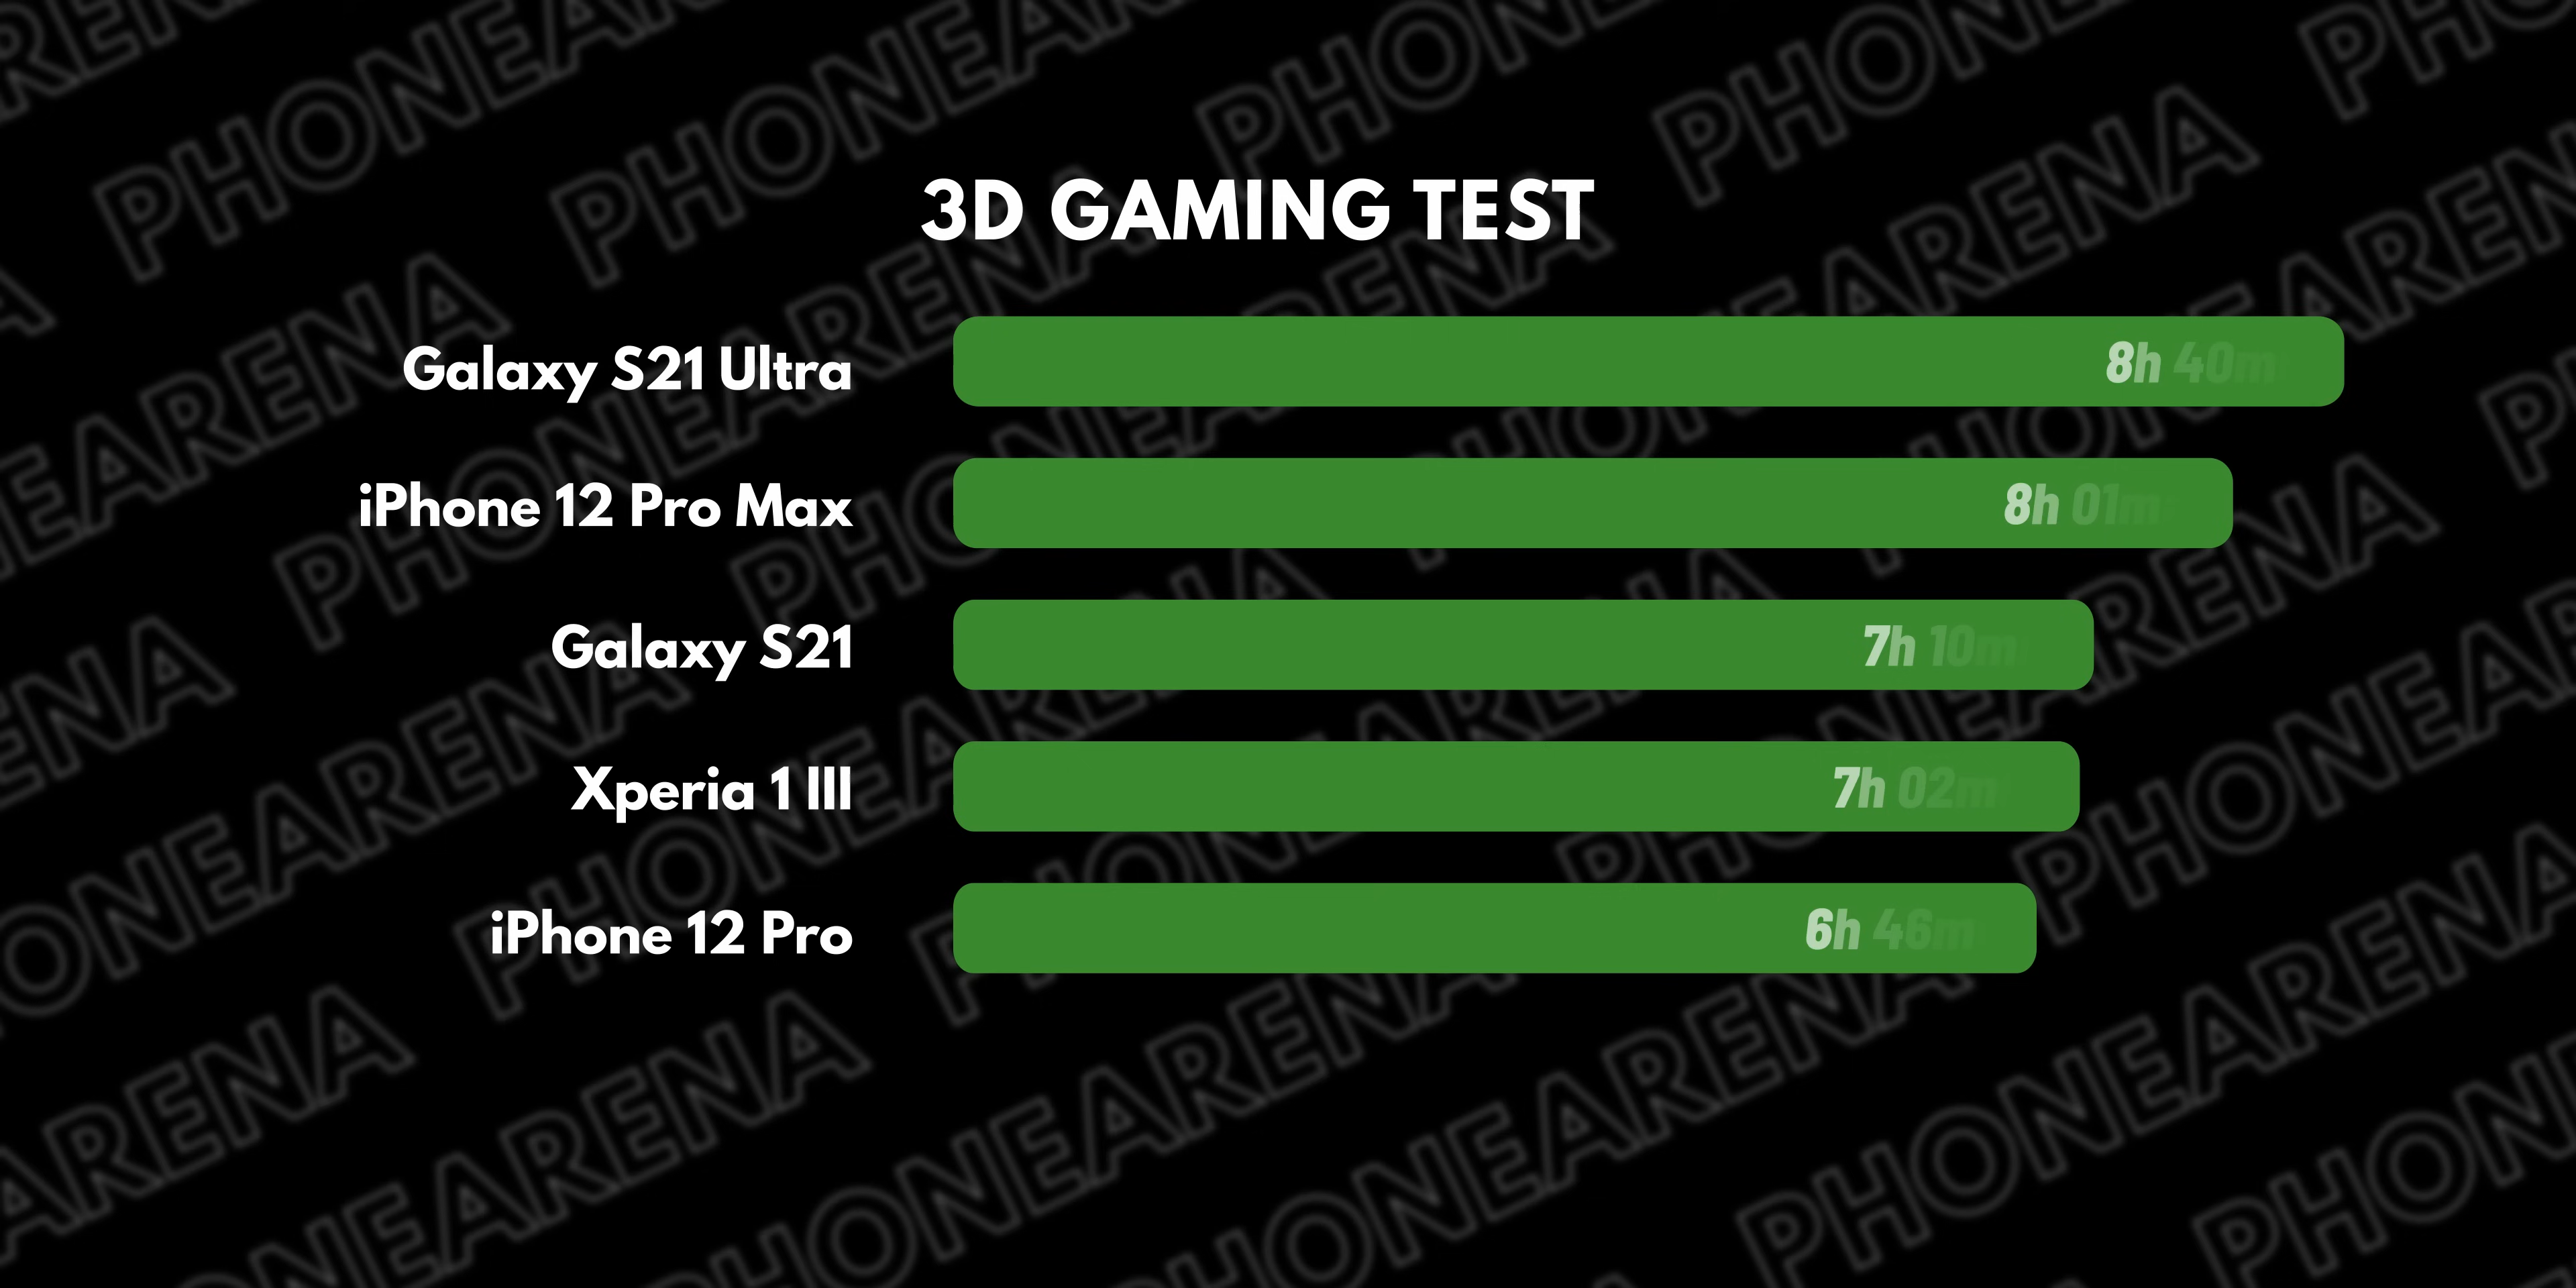 3D GAMING TEST
Galaxy S21 Ultra 8h 40m
iPhone 12 Pro Max 8h 01m
Galaxy S21 7h 10m
Xperia 1 III 7h 02m
iPhone 12 Pro 6h 46m
PHONEARENA